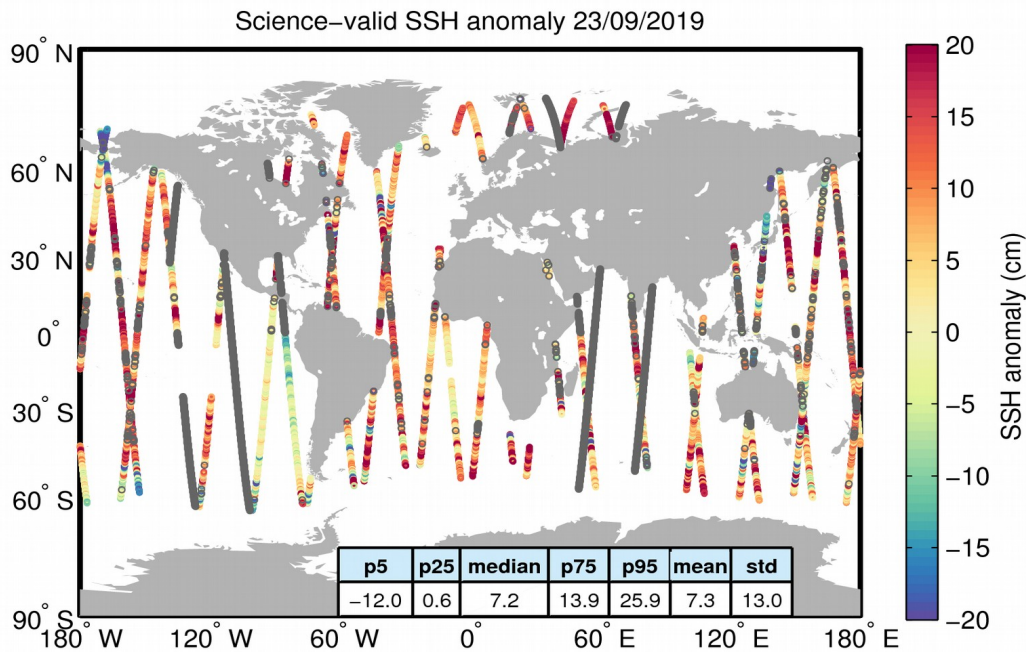 Science−valid SSH anomaly 23/09/2019
90° N
60° N
30° N
0°
30° S
60° S
90° S
180° W
120° W
60° W
0°
60° E
120° E
180° E
p5 p25 median p75 p95 mean std
−12.0 0.6 7.2 13.9 25.9 7.3 13.0
20
15
10
5
0
−5
−10
−15
−20
SSH anomaly (cm)